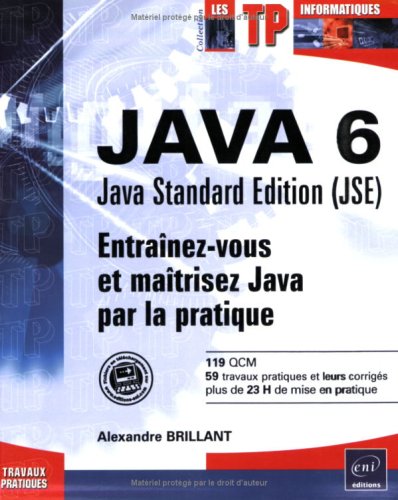 Matériel protégé par le droit d'auteur
Collection
LES
TP
INFORMATIQUES
JAVA 6
Java Standard Edition (JSE)
Entraînez-vous
et maîtrisez Java
par la pratique
119 QCM
59 travaux pratiques et leurs corrigés
plus de 23 H de mise en pratique
Alexandre BRILLANT
TRAVAUX
PRATIQUES
Matériel protégé par le droit d'auteur
eni
éditions